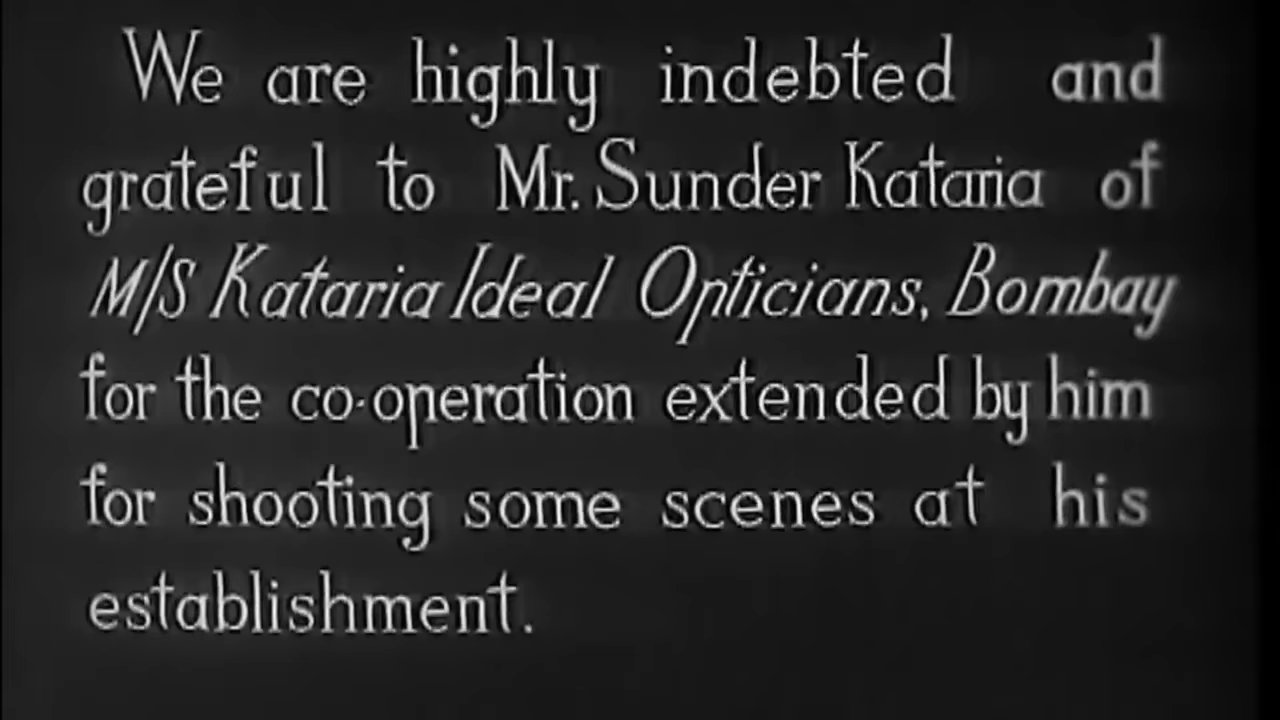 We are highly indebted and
grateful to Mr. Sunder Kataria of
M/S Kataria Ideal Opticians, Bombay
for the co-operation extended by him
for shooting some scenes at his
establishment.